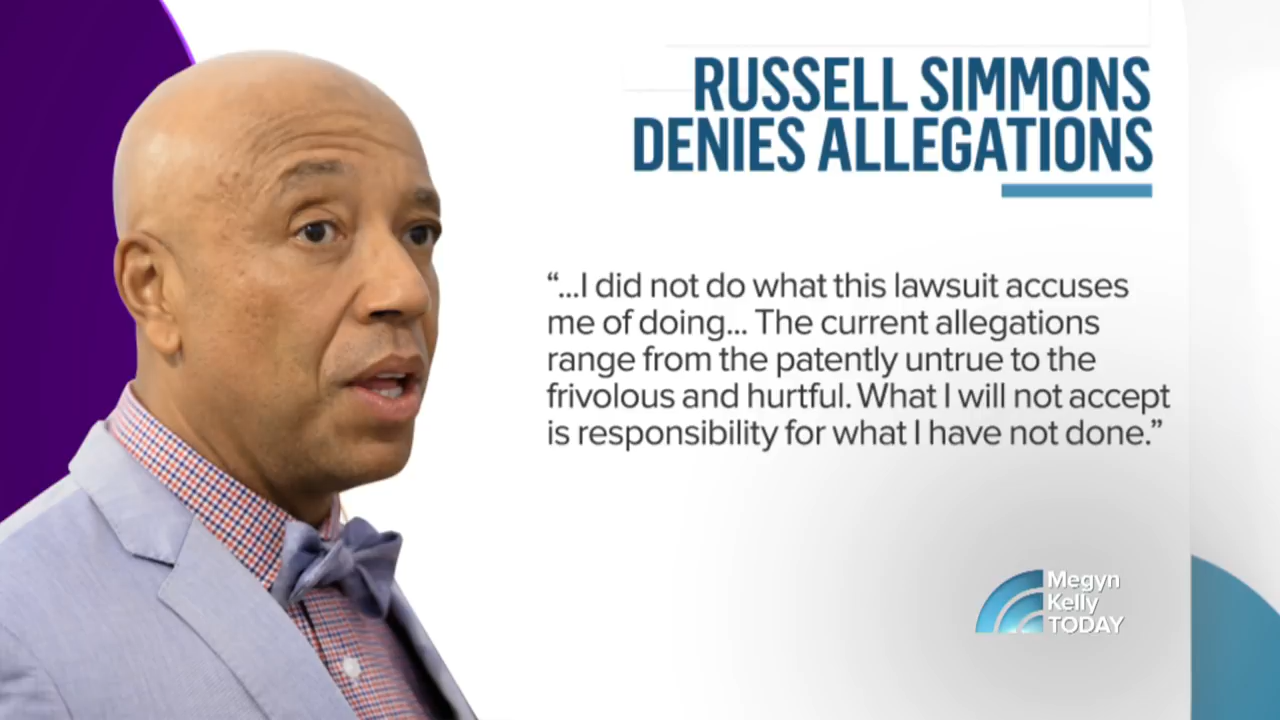 RUSSELL SIMMONS
DENIES ALLEGATIONS
“...I did not do what this lawsuit accuses
me of doing... The current allegations
range from the patently untrue to the
frivolous and hurtful. What I will not accept
is responsibility for what I have not done.”
Megyn
Kelly
TODAY